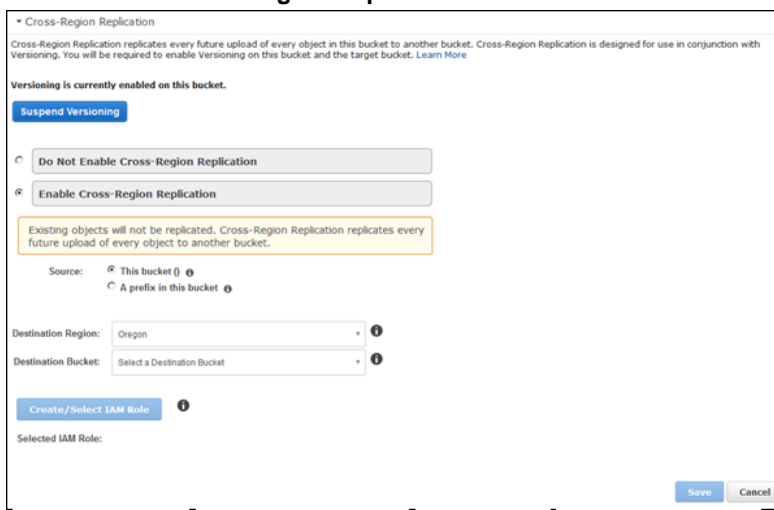 Cross-Region Replication
Cross-Region Replication replicates every future upload of every object in this bucket to another bucket. Cross-Region Replication is designed for use in conjunction with
Versioning. You will be required to enable Versioning on this bucket and the target bucket. Learn More
Versioning is currently enabled on this bucket.
Suspend Versioning
Do Not Enable Cross-Region Replication
Enable Cross-Region Replication
Existing objects will not be replicated. Cross-Region Replication replicates every
future upload of every object to another bucket.
Source: This bucket ()
A prefix in this bucket
Destination Region: Oregon
Destination Bucket: Select a Destination Bucket
Create/Select IAM Role
Selected IAM Role:
Save Cancel